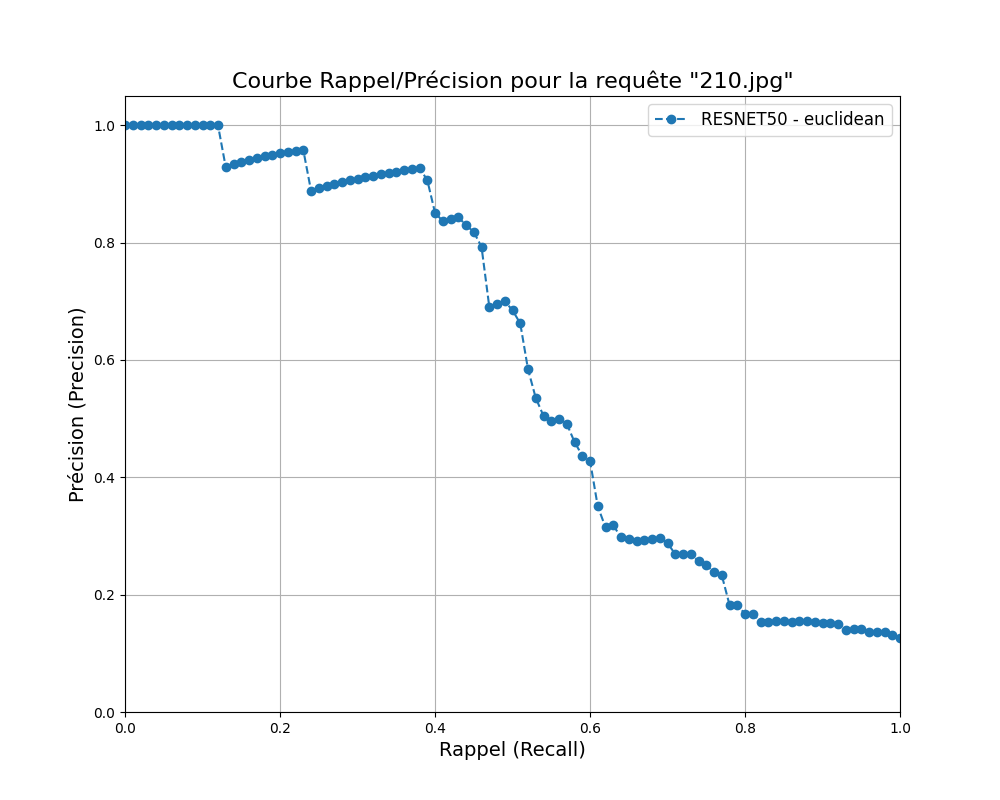 Courbe Rappel/Précision pour la requête "210.jpg"
RESNET50 - euclidean
1.0
0.8
0.6
0.4
0.2
0.0
Précision (Precision)
0.0 0.2 0.4 0.6 0.8 1.0
Rappel (Recall)